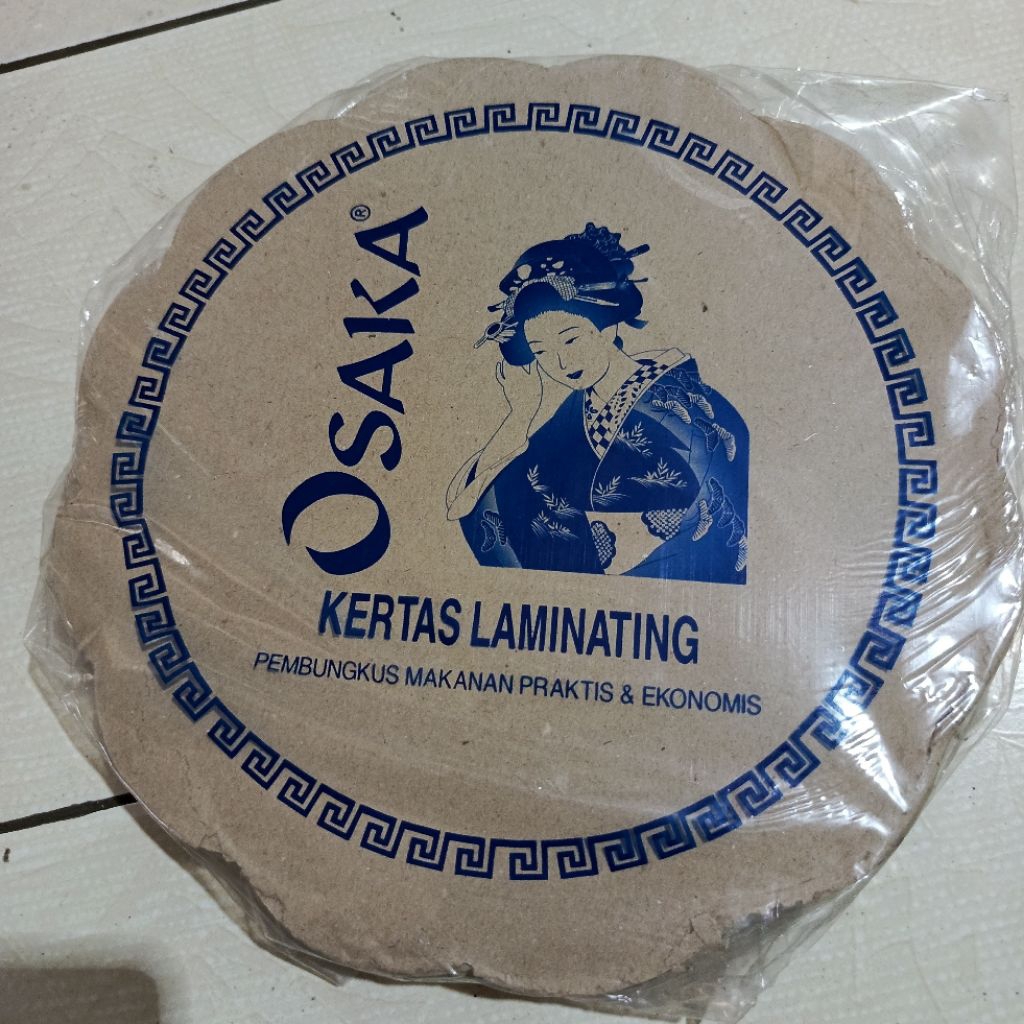 OSAKA®
KERTAS LAMINATING
PEMBUNGKUS MAKANAN PRAKTIS & EKONOMIS